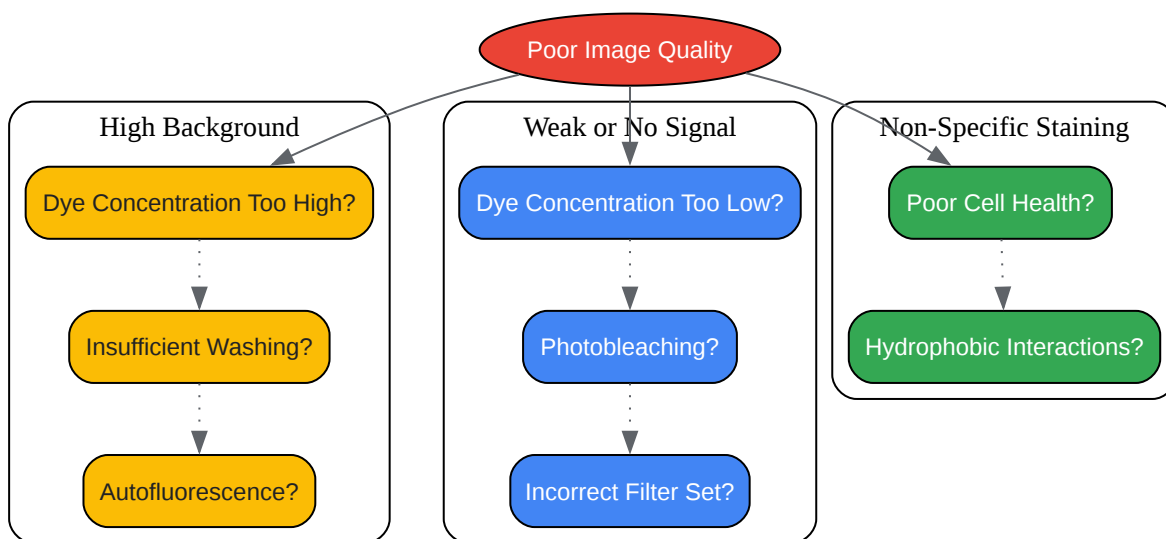 Poor Image Quality
High Background
Dye Concentration Too High?
Insufficient Washing?
Autofluorescence?
Weak or No Signal
Dye Concentration Too Low?
Photobleaching?
Incorrect Filter Set?
Non-Specific Staining
Poor Cell Health?
Hydrophobic Interactions?